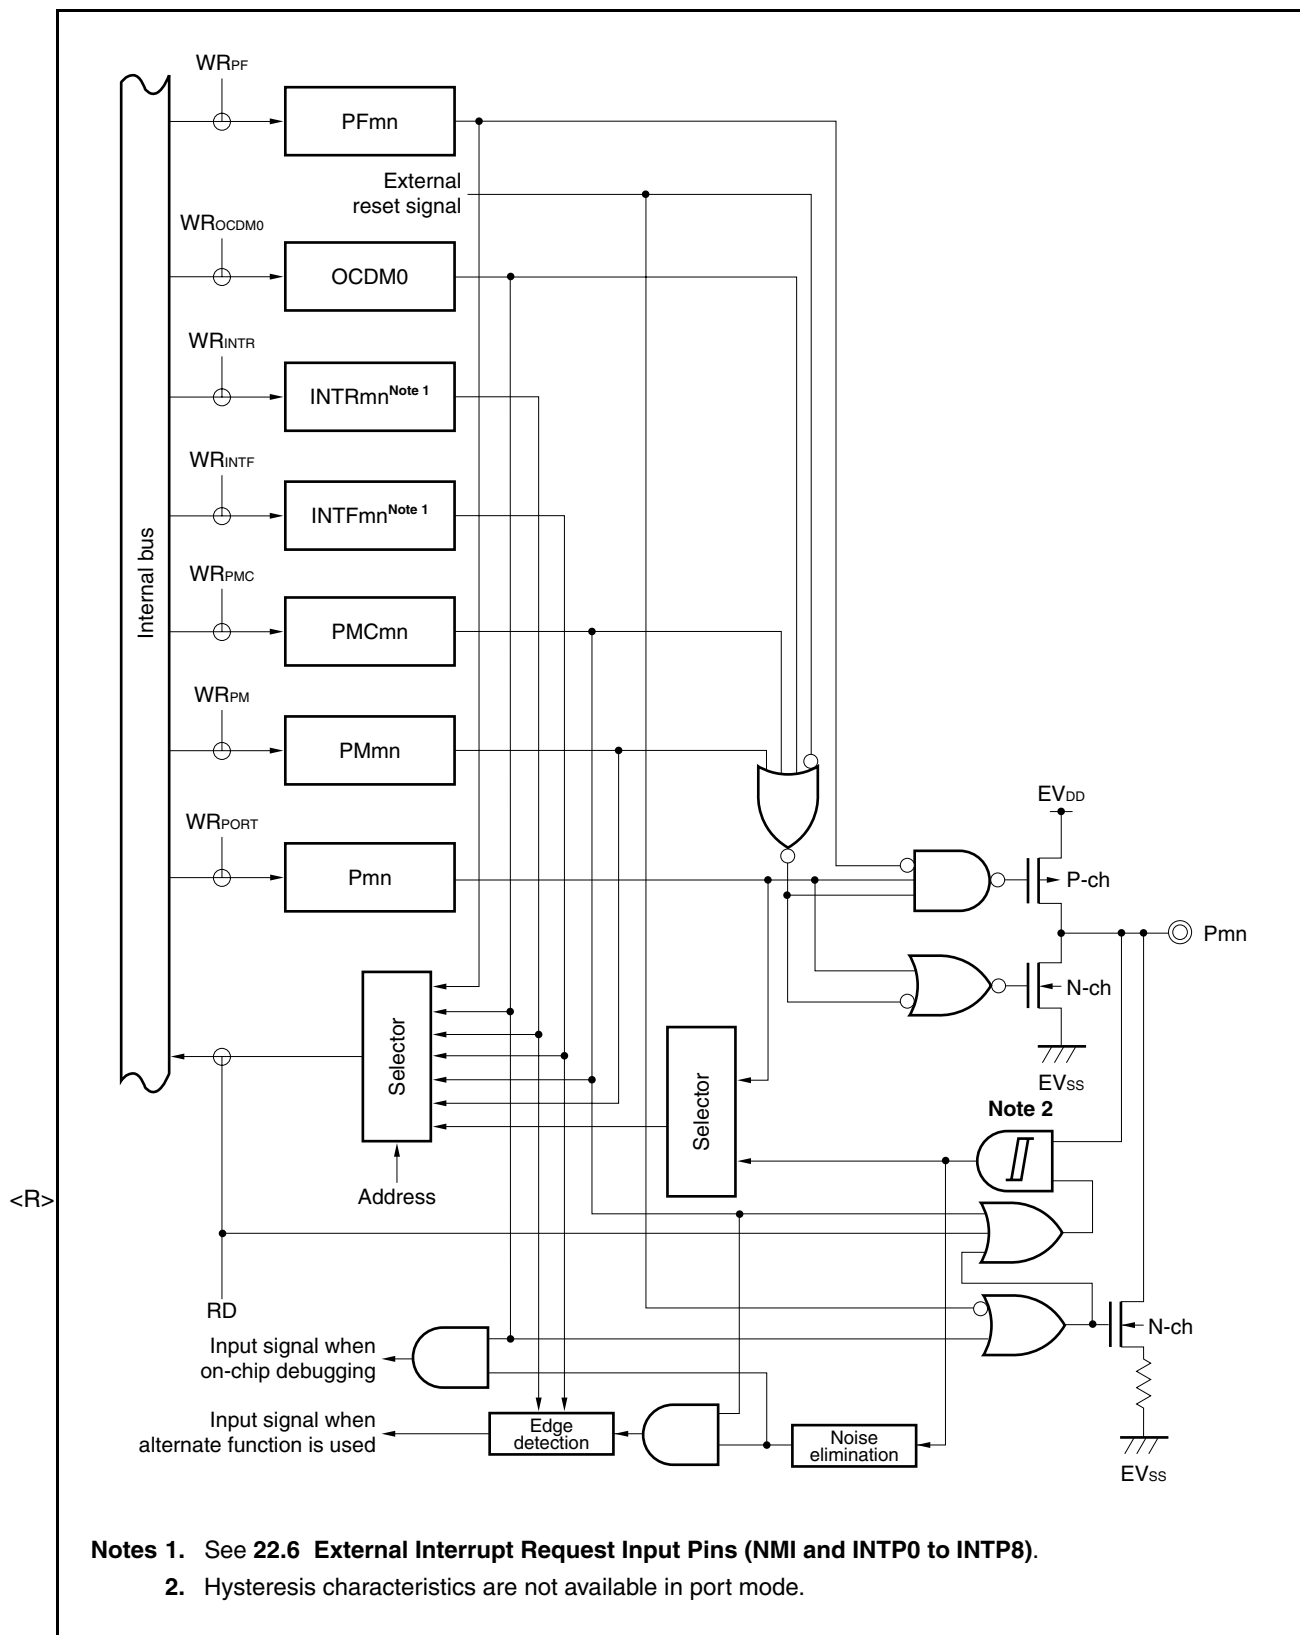 WRPF
PFmn
External
reset signal
WROCDM0
OCDM0
WRINTR
INTRmnNote 1
WRINTF
INTFmnNote 1
Internal bus
WRPMC
PMCmn
WRPM
PMmn
WRPORT
Pmn
EVDD
P-ch
Pmn
N-ch
EVSS
Selector
Selector
Note 2
Address
<R>
RD
N-ch
Input signal when
on-chip debugging
Input signal when
alternate function is used
Edge
detection
Noise
elimination
EVSS
Notes 1. See 22.6 External Interrupt Request Input Pins (NMI and INTP0 to INTP8).
2. Hysteresis characteristics are not available in port mode.